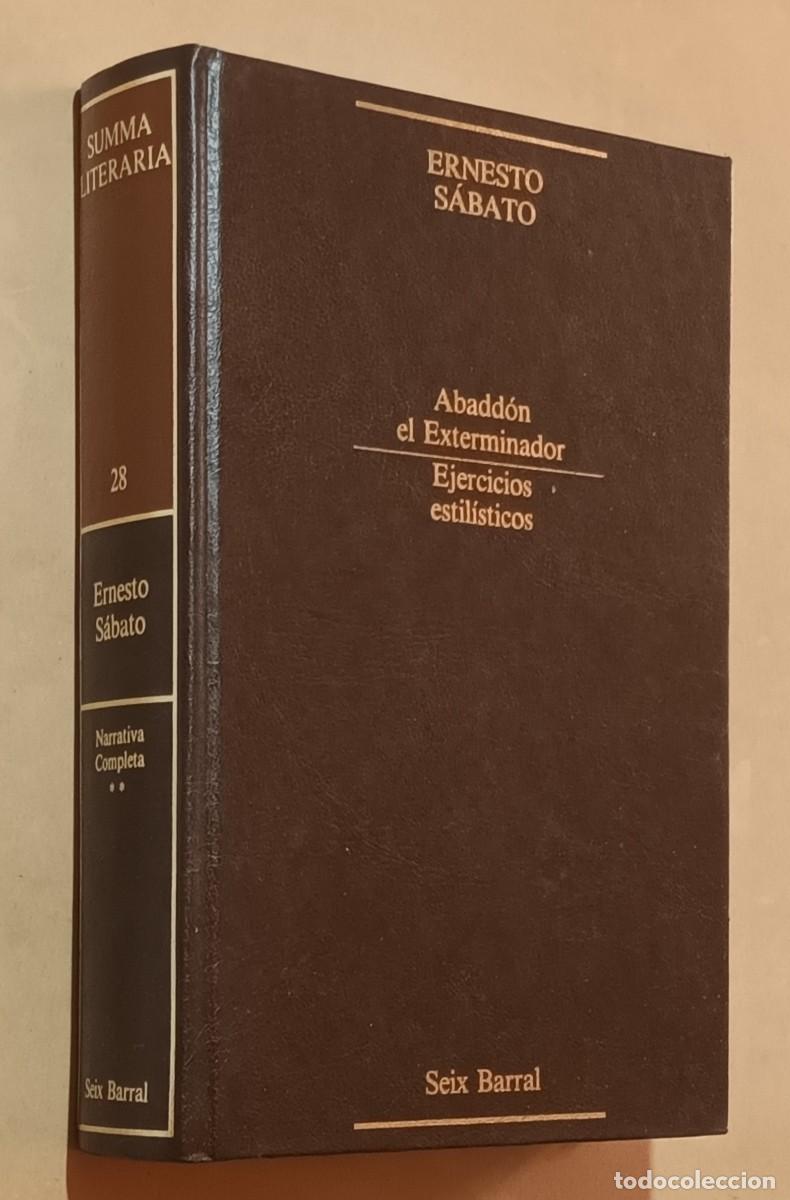 SUMMA
LITERARIA
28
Ernesto
Sábato
Narrativa
Completa
**
Seix Barral
ERNESTO
SÁBATO
Abaddón
el Exterminador
Ejercicios
estilísticos
Seix Barral
todocoleccion